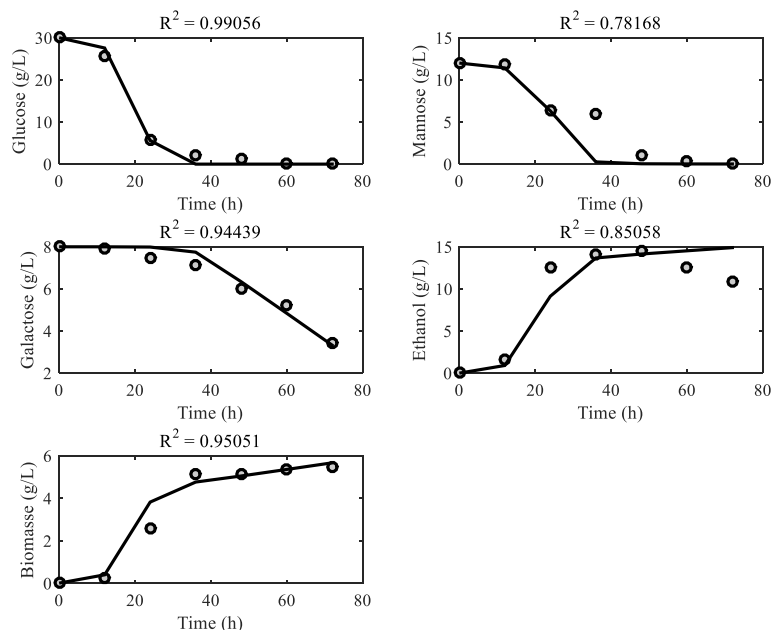 R² = 0.99056
30
20
10
0
Glucose (g/L)
0 20 40 60 80
Time (h)
R² = 0.78168
15
10
5
0
Mannose (g/L)
0 20 40 60 80
Time (h)
R² = 0.94439
8
6
4
2
Galactose (g/L)
0 20 40 60 80
Time (h)
R² = 0.85058
15
10
5
0
Ethanol (g/L)
0 20 40 60 80
Time (h)
R² = 0.95051
6
4
2
0
Biomasse (g/L)
0 20 40 60 80
Time (h)